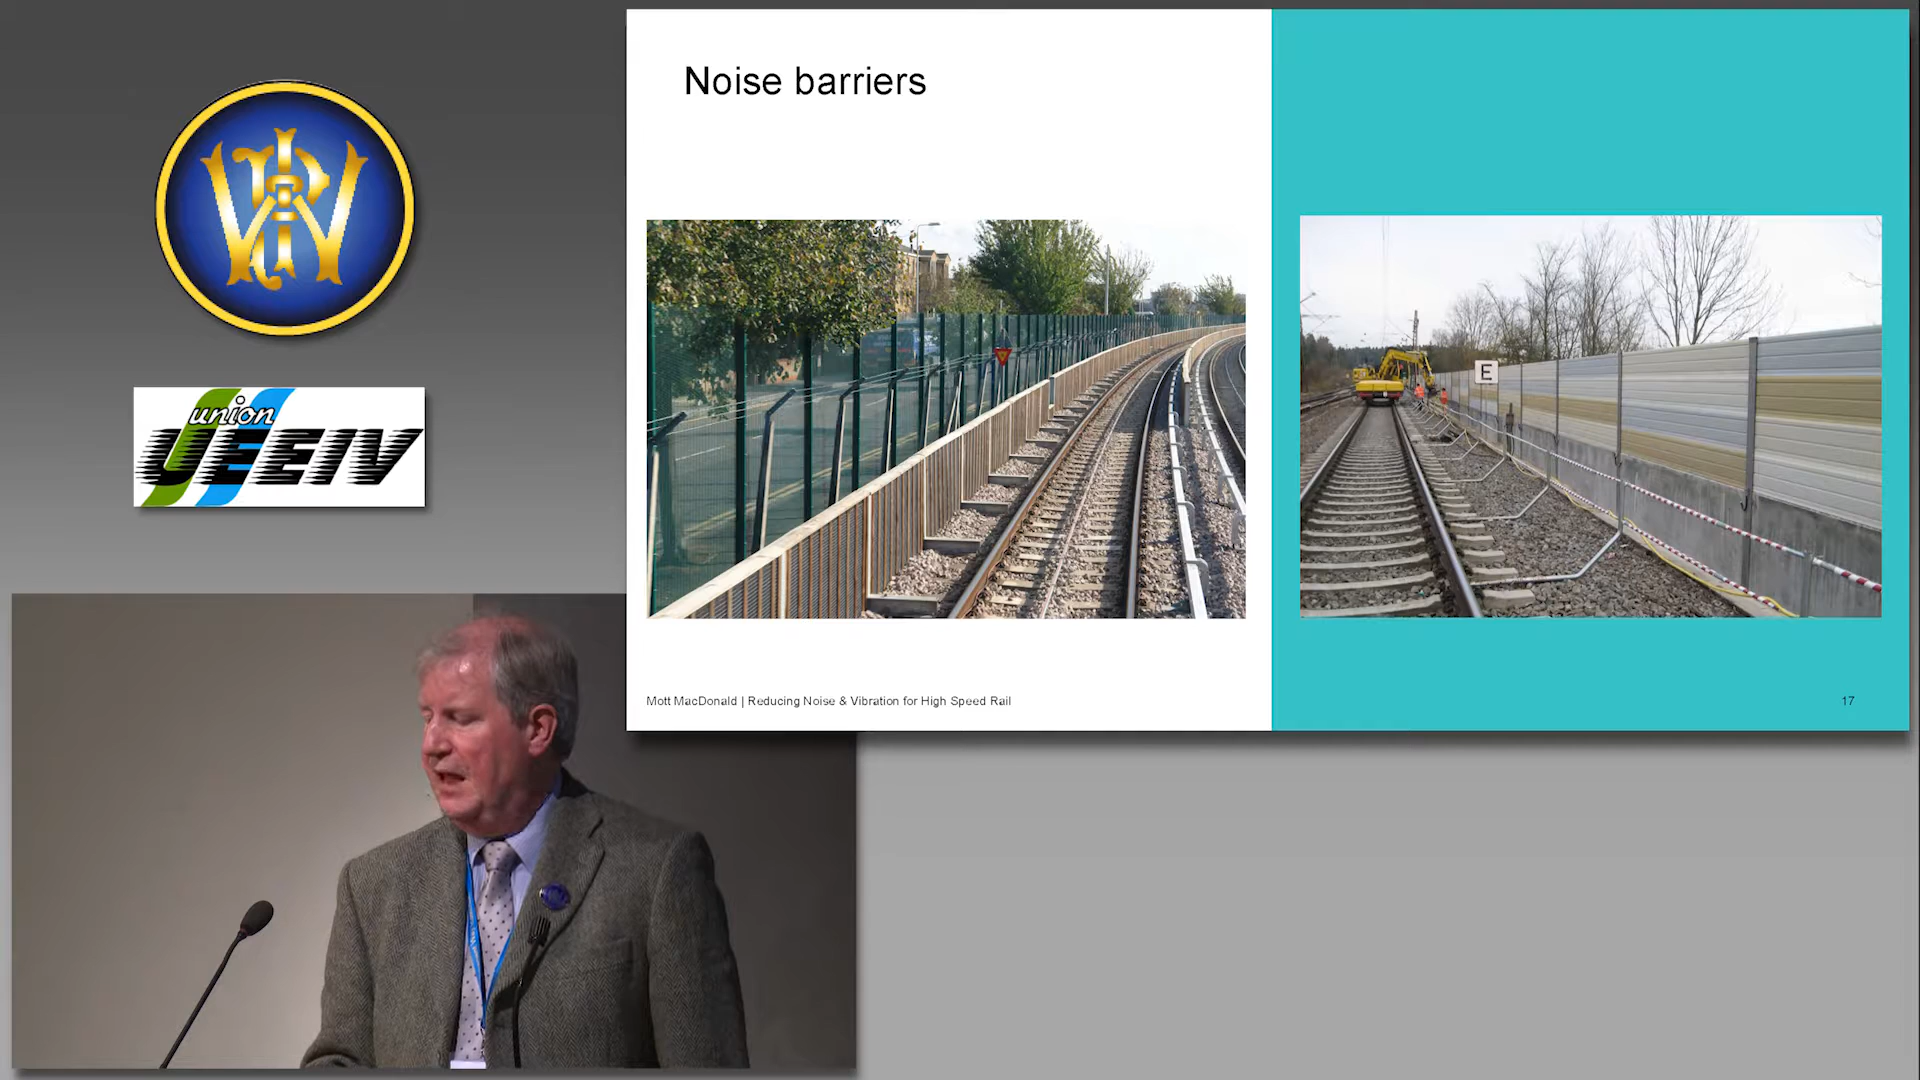 Noise barriers
union
UEEIV
E
Mott MacDonald | Reducing Noise & Vibration for High Speed Rail
17